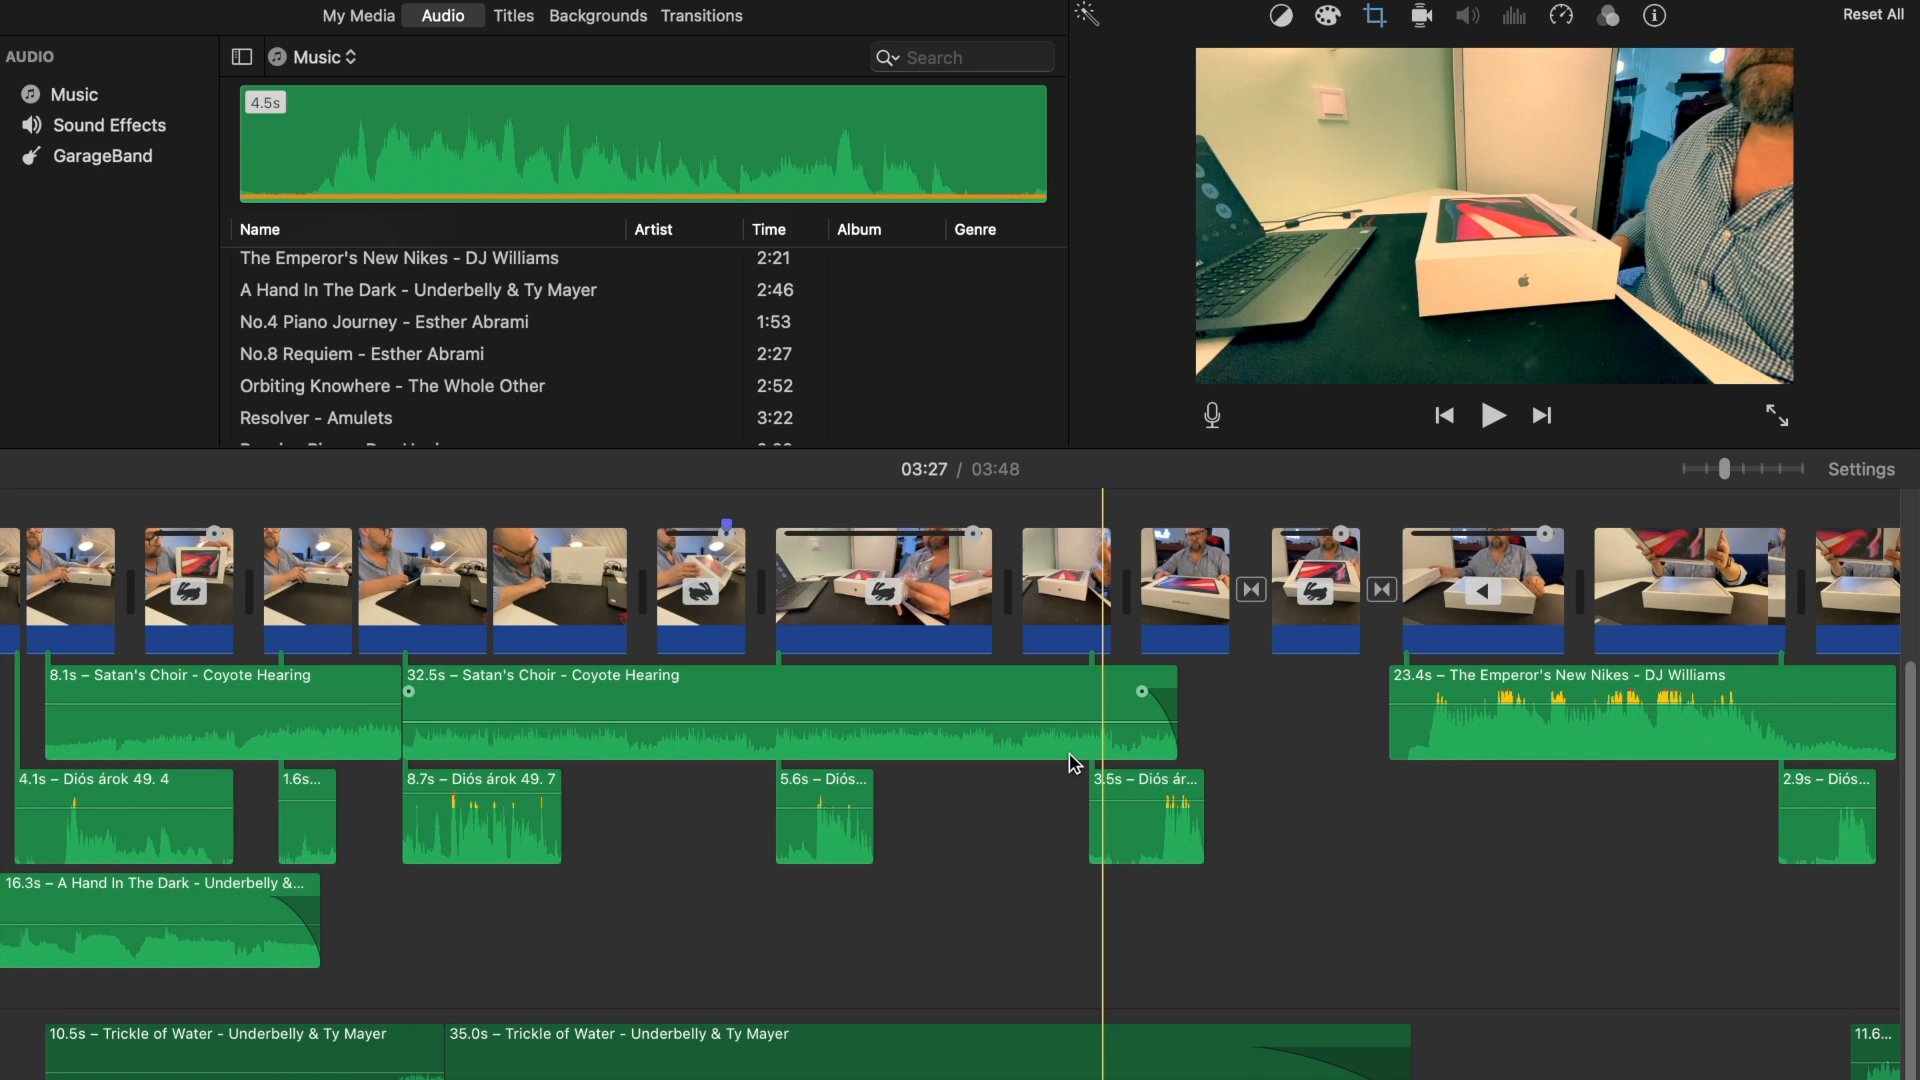 My Media Audio Titles Backgrounds Transitions
Reset All
AUDIO
Music
Search
Music
Sound Effects
GarageBand
4.5s
Name Artist Time Album Genre
The Emperor's New Nikes - DJ Williams 2:21
A Hand In The Dark - Underbelly & Ty Mayer 2:46
No.4 Piano Journey - Esther Abrami 1:53
No.8 Requiem - Esther Abrami 2:27
Orbiting Knowhere - The Whole Other 2:52
Resolver - Amulets 3:22
03:27 / 03:48
Settings
8.1s – Satan's Choir - Coyote Hearing
32.5s – Satan's Choir - Coyote Hearing
23.4s – The Emperor's New Nikes - DJ Williams
4.1s – Diós árok 49. 4
1.6s...
8.7s – Diós árok 49. 7
5.6s – Diós...
3.5s – Diós ár...
2.9s – Diós...
16.3s – A Hand In The Dark - Underbelly &...
10.5s – Trickle of Water - Underbelly & Ty Mayer
35.0s – Trickle of Water - Underbelly & Ty Mayer
11.6...